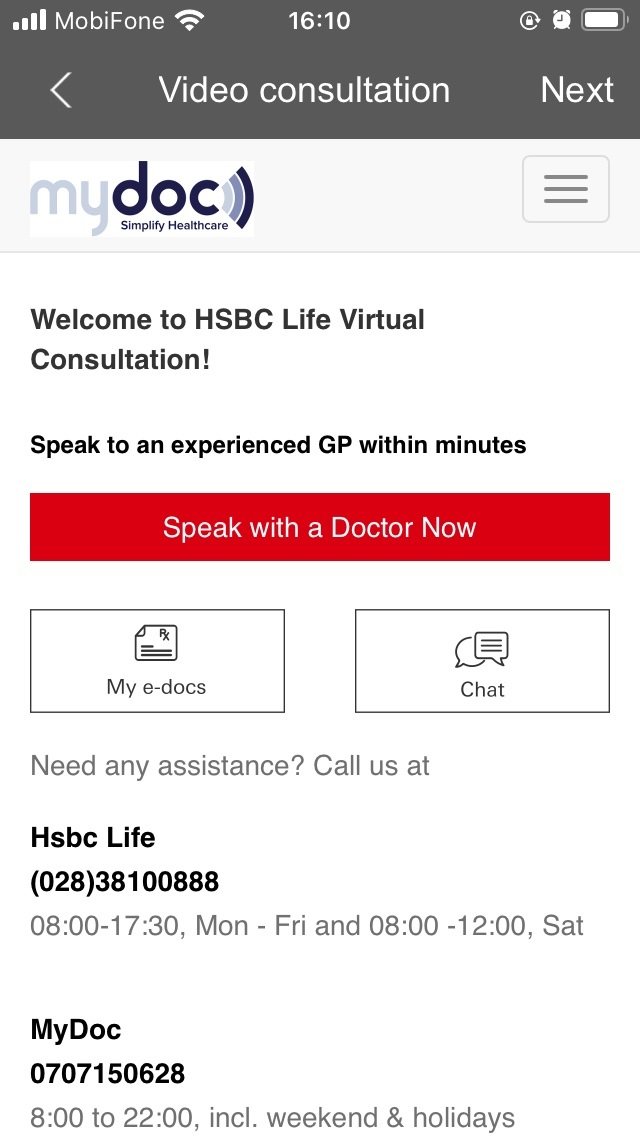 MobiFone 16:10
Video consultation Next
mydoc
Simplify Healthcare
Welcome to HSBC Life Virtual
Consultation!
Speak to an experienced GP within minutes
Speak with a Doctor Now
Rx
My e-docs
Chat
Need any assistance? Call us at
Hsbc Life
(028)38100888
08:00-17:30, Mon - Fri and 08:00 -12:00, Sat
MyDoc
0707150628
8:00 to 22:00, incl. weekend & holidays